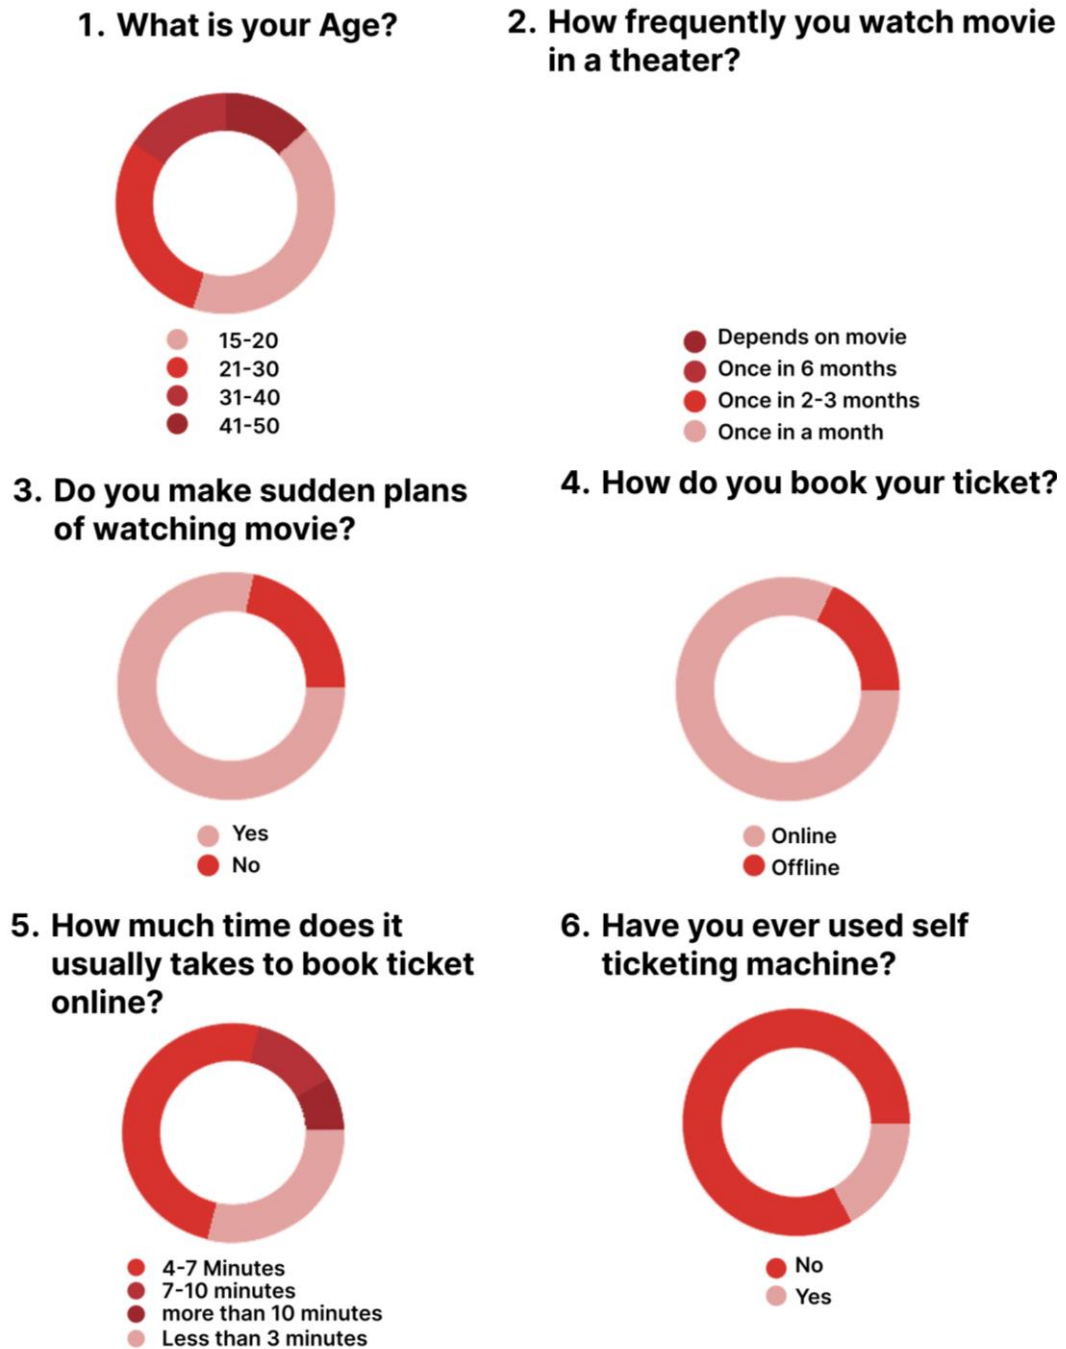 1. What is your Age?
15-20
21-30
31-40
41-50
2. How frequently you watch movie
in a theater?
Depends on movie
Once in 6 months
Once in 2-3 months
Once in a month
3. Do you make sudden plans
of watching movie?
Yes
No
4. How do you book your ticket?
Online
Offline
5. How much time does it
usually takes to book ticket
online?
4-7 Minutes
7-10 minutes
more than 10 minutes
Less than 3 minutes
6. Have you ever used self
ticketing machine?
No
Yes